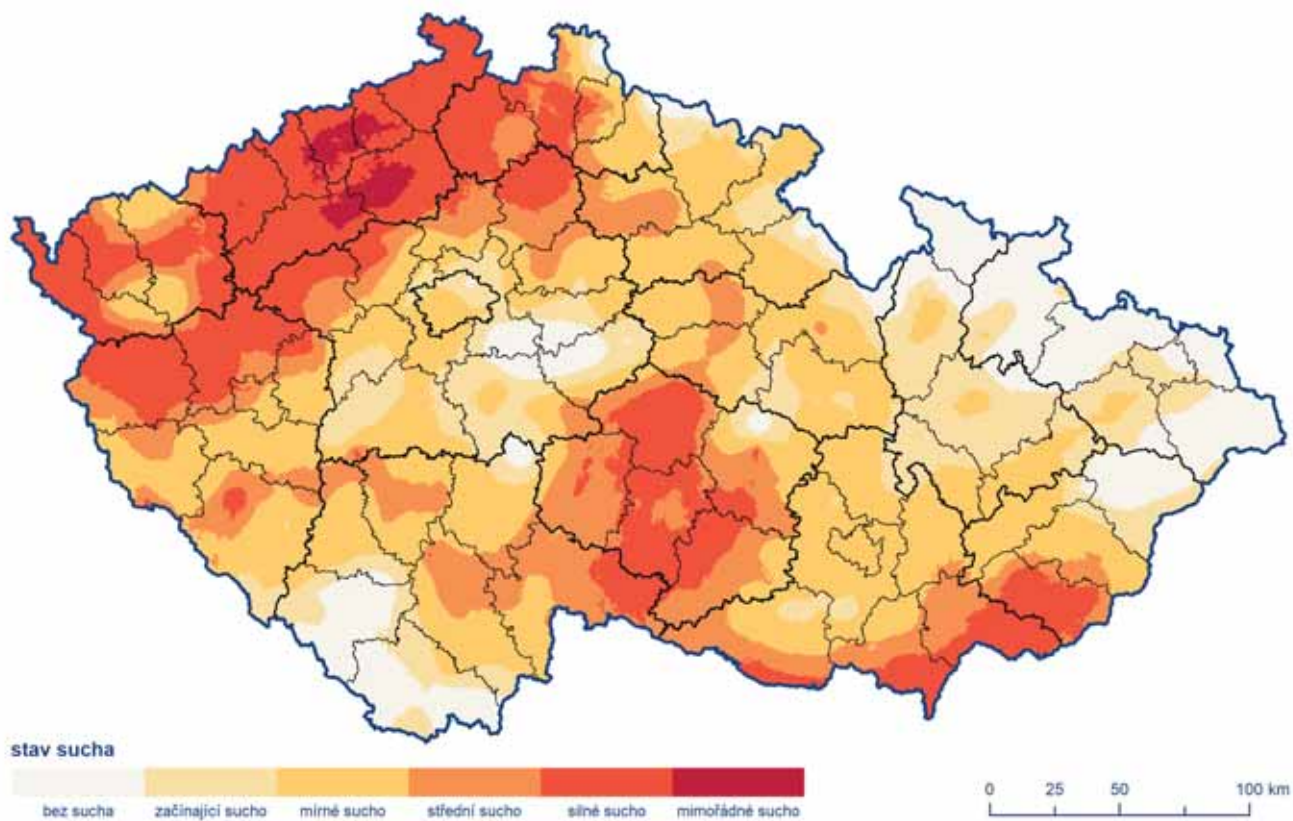 stav sucha
bez sucha začínající sucho mírné sucho střední sucho silné sucho mimořádné sucho
0 25 50 100 km